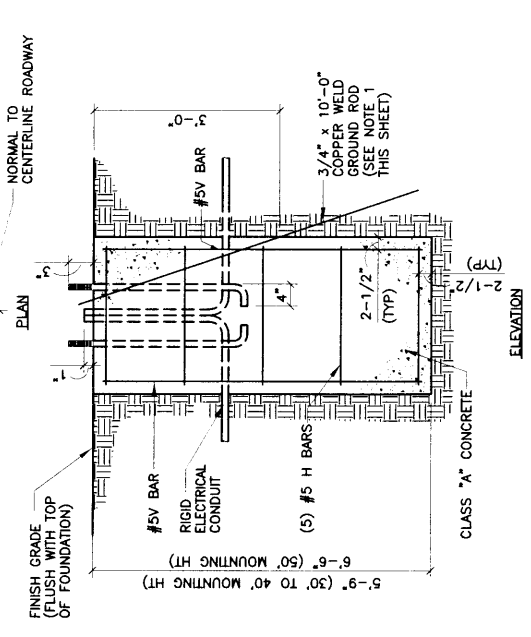 NORMAL TO
CENTERLINE ROADWAY
PLAN
FINISH GRADE
(FLUSH WITH TOP
OF FOUNDATION)
1"
3"
3'-0"
#5V BAR
#5V BAR
RIGID
ELECTRICAL
CONDUIT
4"
3/4" x 10'-0"
COPPER WELD
GROUND ROD
(SEE NOTE 1
THIS SHEET)
(5) #5 H BARS
2-1/2"
(TYP)
2-1/2"
(TYP)
5'-9" (30' TO 40' MOUNTING HT)
6'-6" (50' MOUNTING HT)
CLASS "A" CONCRETE
ELEVATION